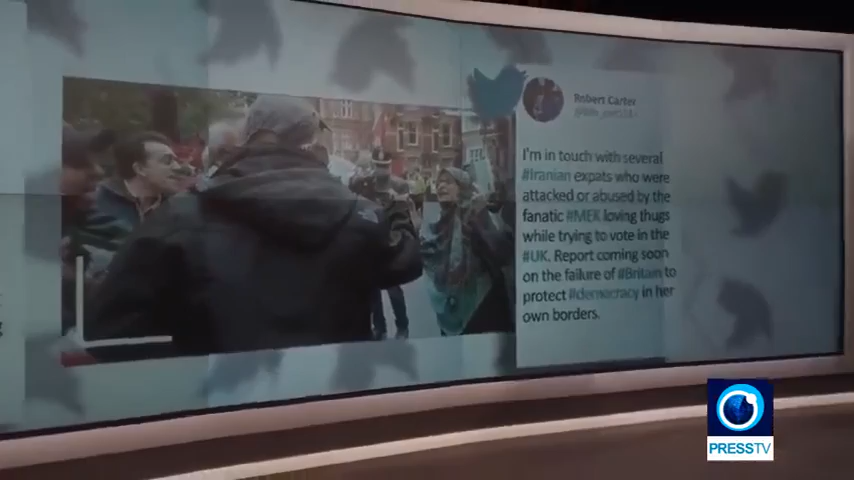 Robert Carter
I'm in touch with several
#Iranian expats who were
attacked or abused by the
fanatic #MEK loving thugs
while trying to vote in the
#UK. Report coming soon
on the failure of #Britain to
protect #democracy in her
own borders.
PRESSTV